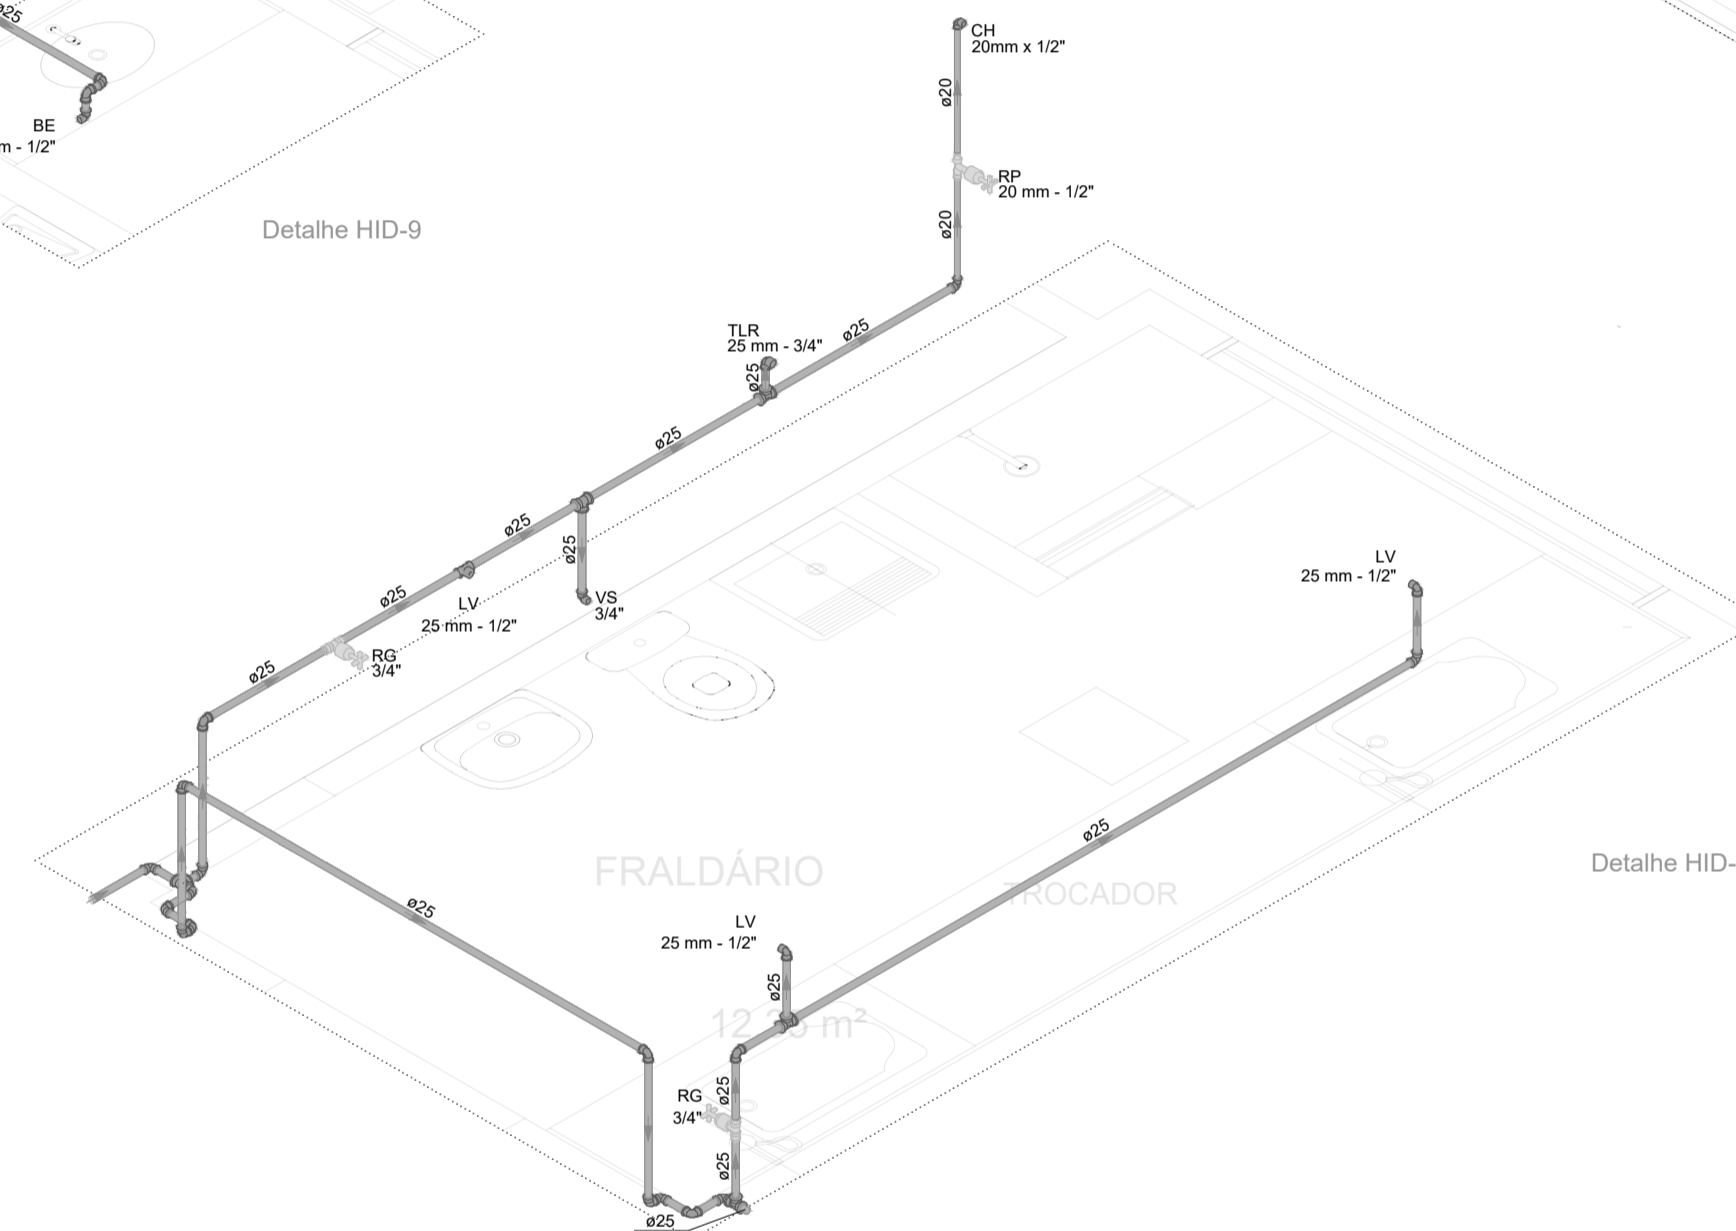 ø25
BE
m - 1/2"
Detalhe HID-9
CH
20mm x 1/2"
ø20
RP
20 mm - 1/2"
ø20
TLR
25 mm - 3/4"
ø25
ø25
ø25
ø25
ø25
VS
3/4"
ø25
LV
25 mm - 1/2"
RG
3/4"
ø25
LV
25 mm - 1/2"
ø25
FRALDÁRIO
TROCADOR
Detalhe HID-
ø25
LV
25 mm - 1/2"
ø25
m²
RG
3/4"
ø25
ø25
ø25